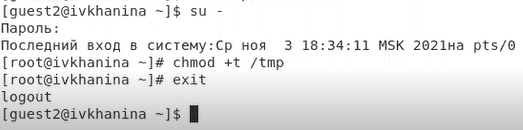 [guest2@ivkhanina ~]$ su -
Пароль:
Последний вход в систему:Ср ноя  3 18:34:11 MSK 2021на pts/0
[root@ivkhanina ~]# chmod +t /tmp
[root@ivkhanina ~]# exit
logout
[guest2@ivkhanina ~]$